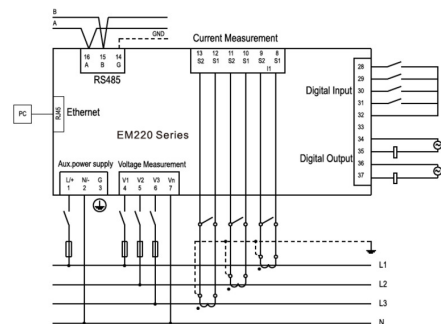 B
A
GND
Current Measurement
16 15 14
A B G
RS485
13 12 11 10 9 8
S2 S1 S2 S1 S2 S1
I1
28
29
30
31
32
33
34
35
36
37
Digital Input
Digital Output
PC
RJ45
Ethernet
EM220 Series
Aux.power supply
Voltage Measurement
L/+ N/- G
1 2 3
V1 V2 V3 Vn
4 5 6 7
L1
L2
L3
N